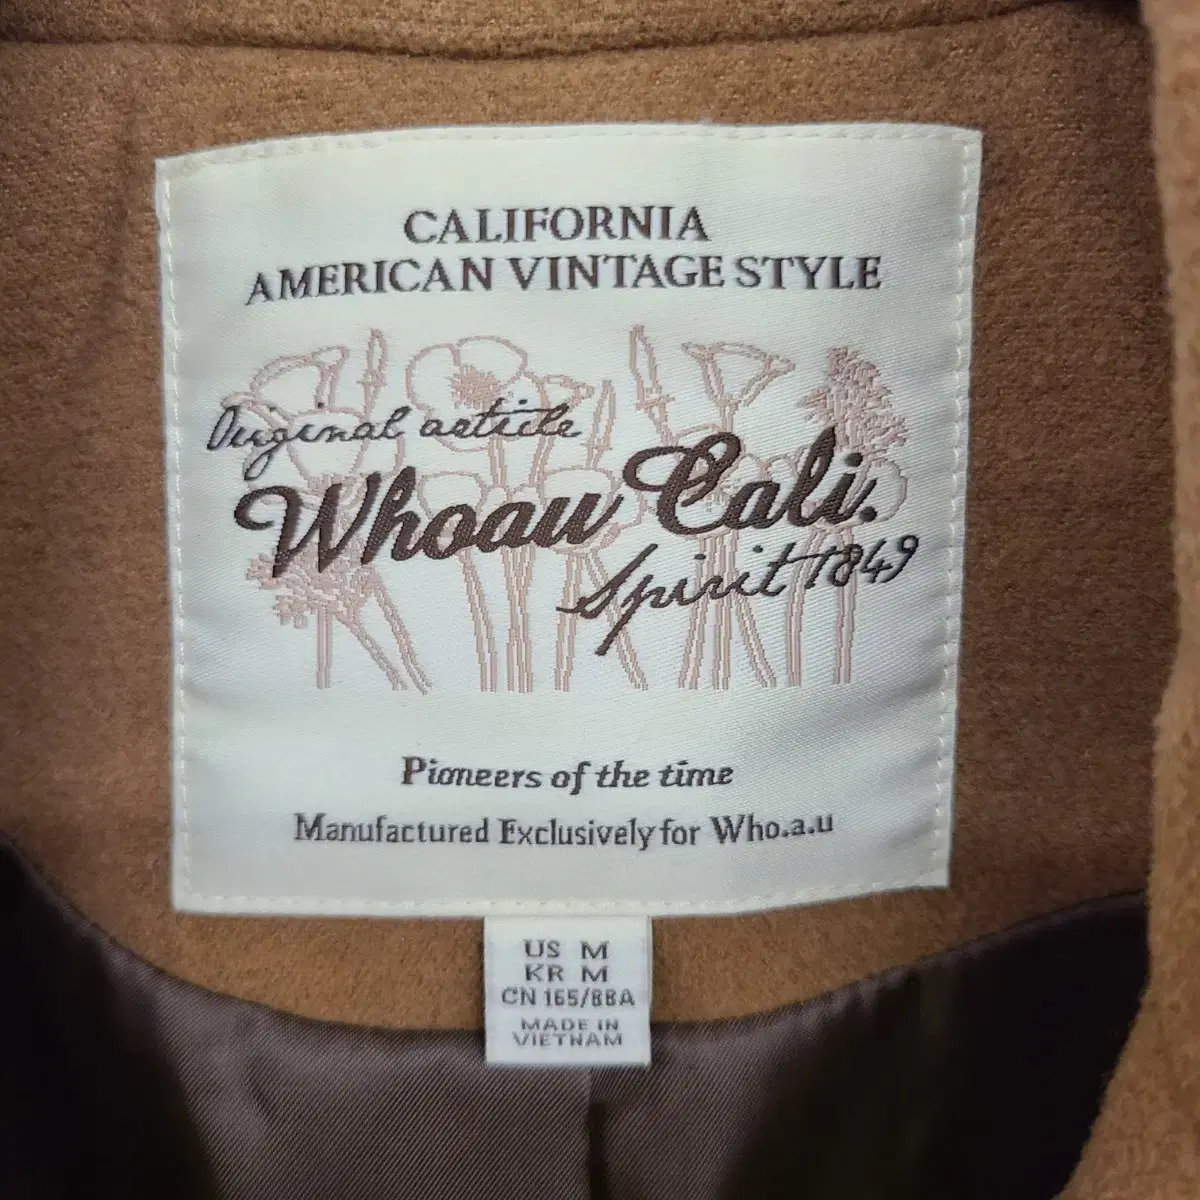 CALIFORNIA
AMERICAN VINTAGE STYLE
Original article
Whoau Cali.
Spirit 1849
Pioneers of the time
Manufactured Exclusively for Who.a.u
US M
KR M
CN 165/88A
MADE IN
VIETNAM